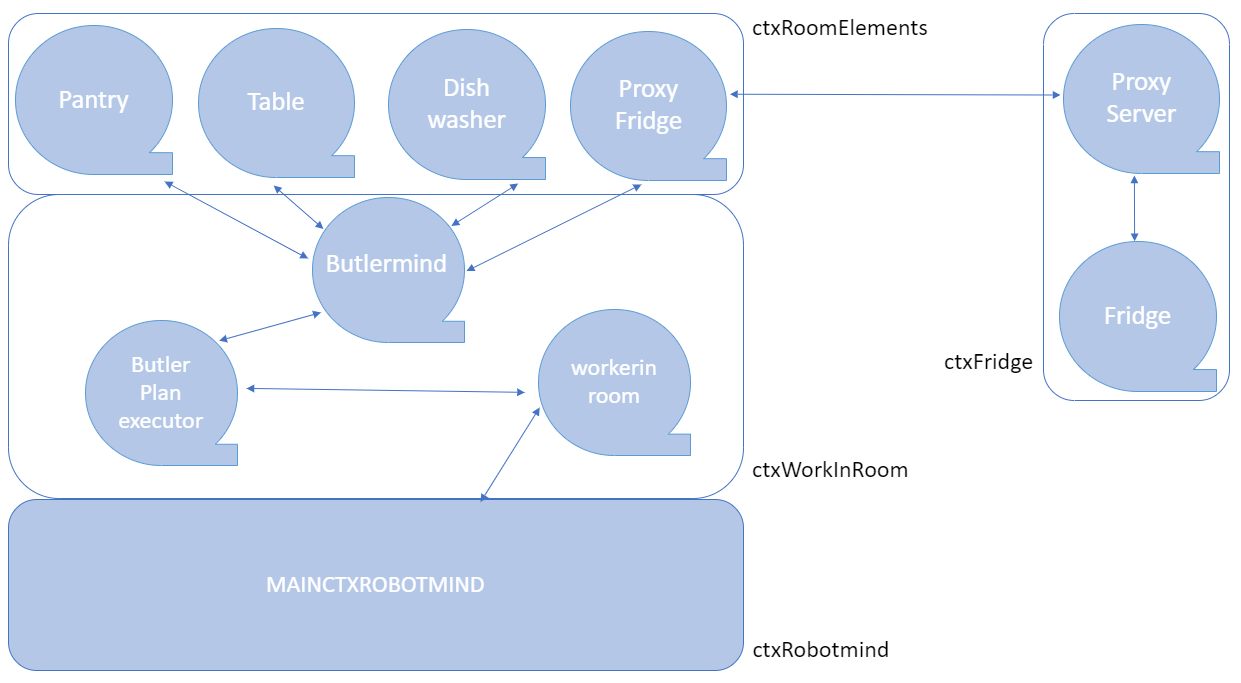 ctxRoomElements
Pantry
Table
Dish
washer
Proxy
Fridge
Proxy
Server
Butlermind
Fridge
ctxFridge
Butler
Plan
executor
workerin
room
ctxWorkInRoom
MAINCTXROBOTMIND
ctxRobotmind